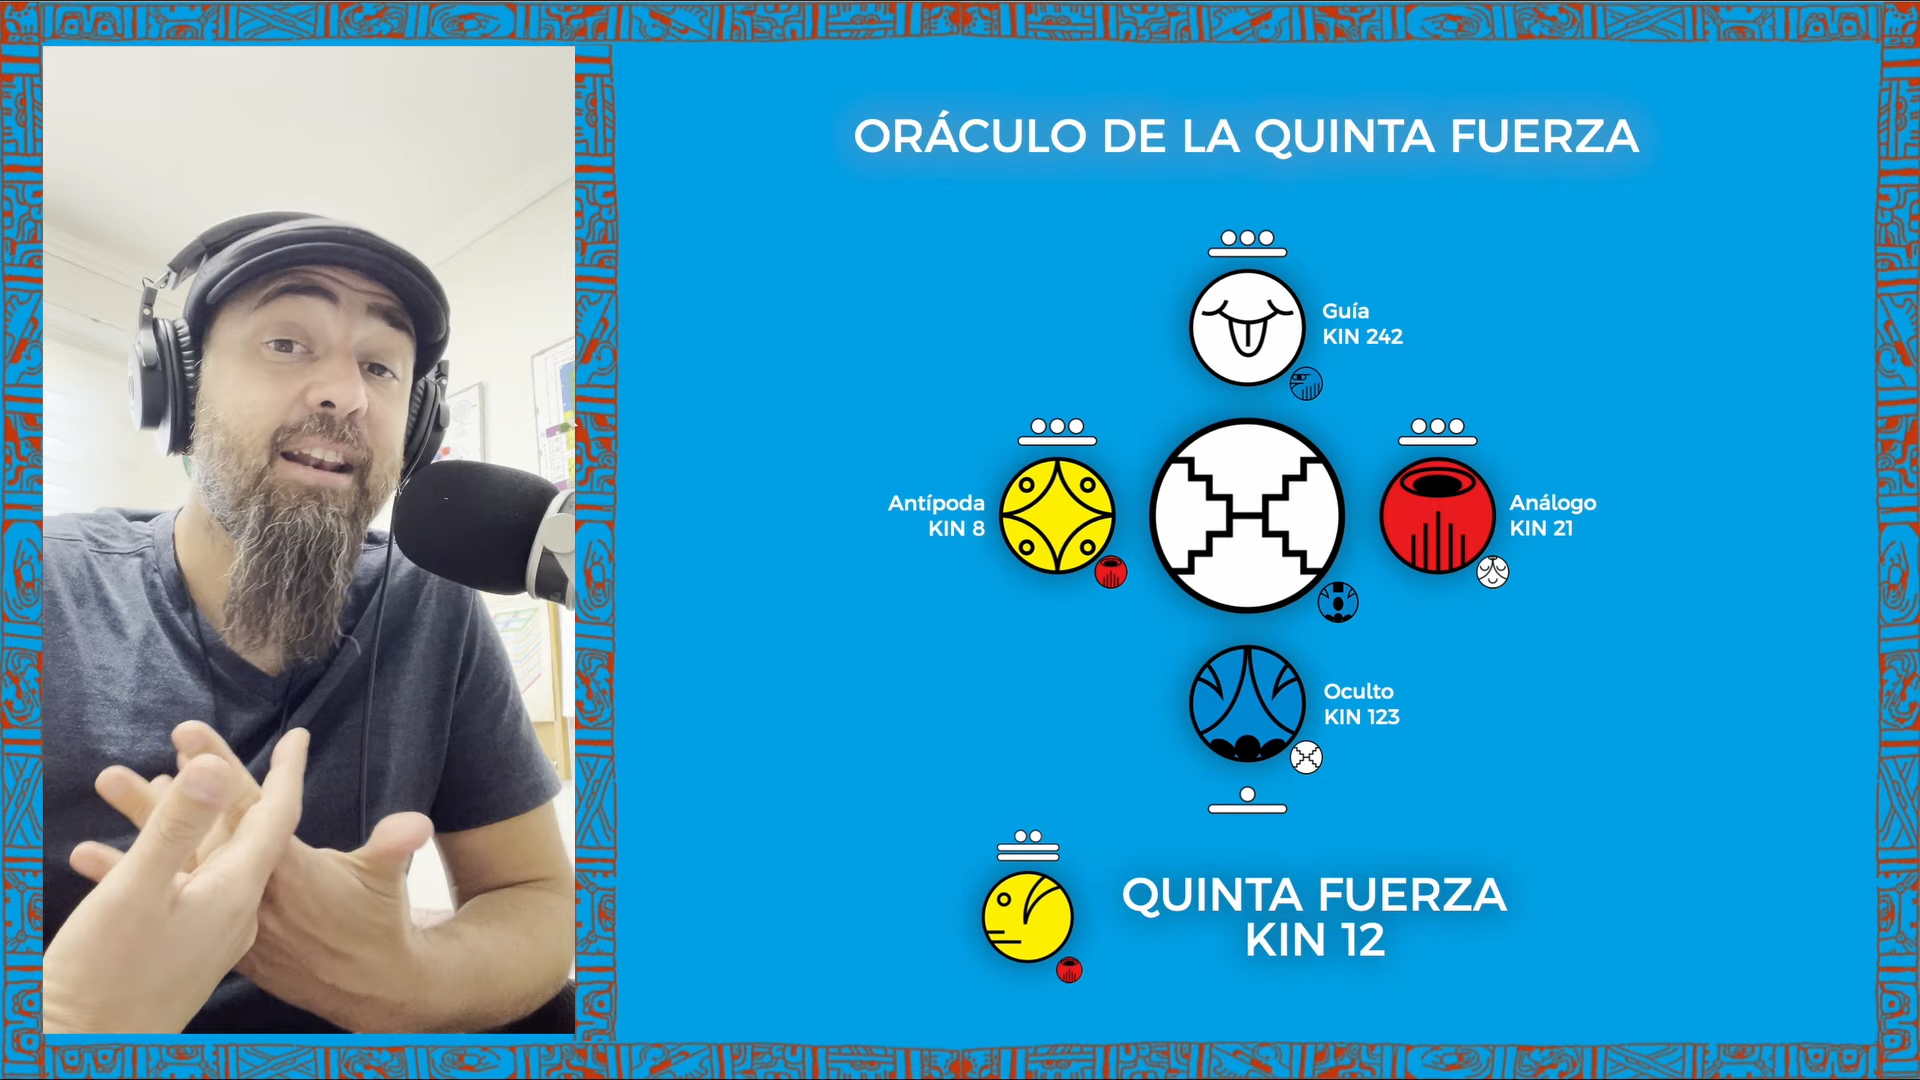 ORÁCULO DE LA QUINTA FUERZA
Guía
KIN 242
Antípoda
KIN 8
Análogo
KIN 21
Oculto
KIN 123
QUINTA FUERZA
KIN 12